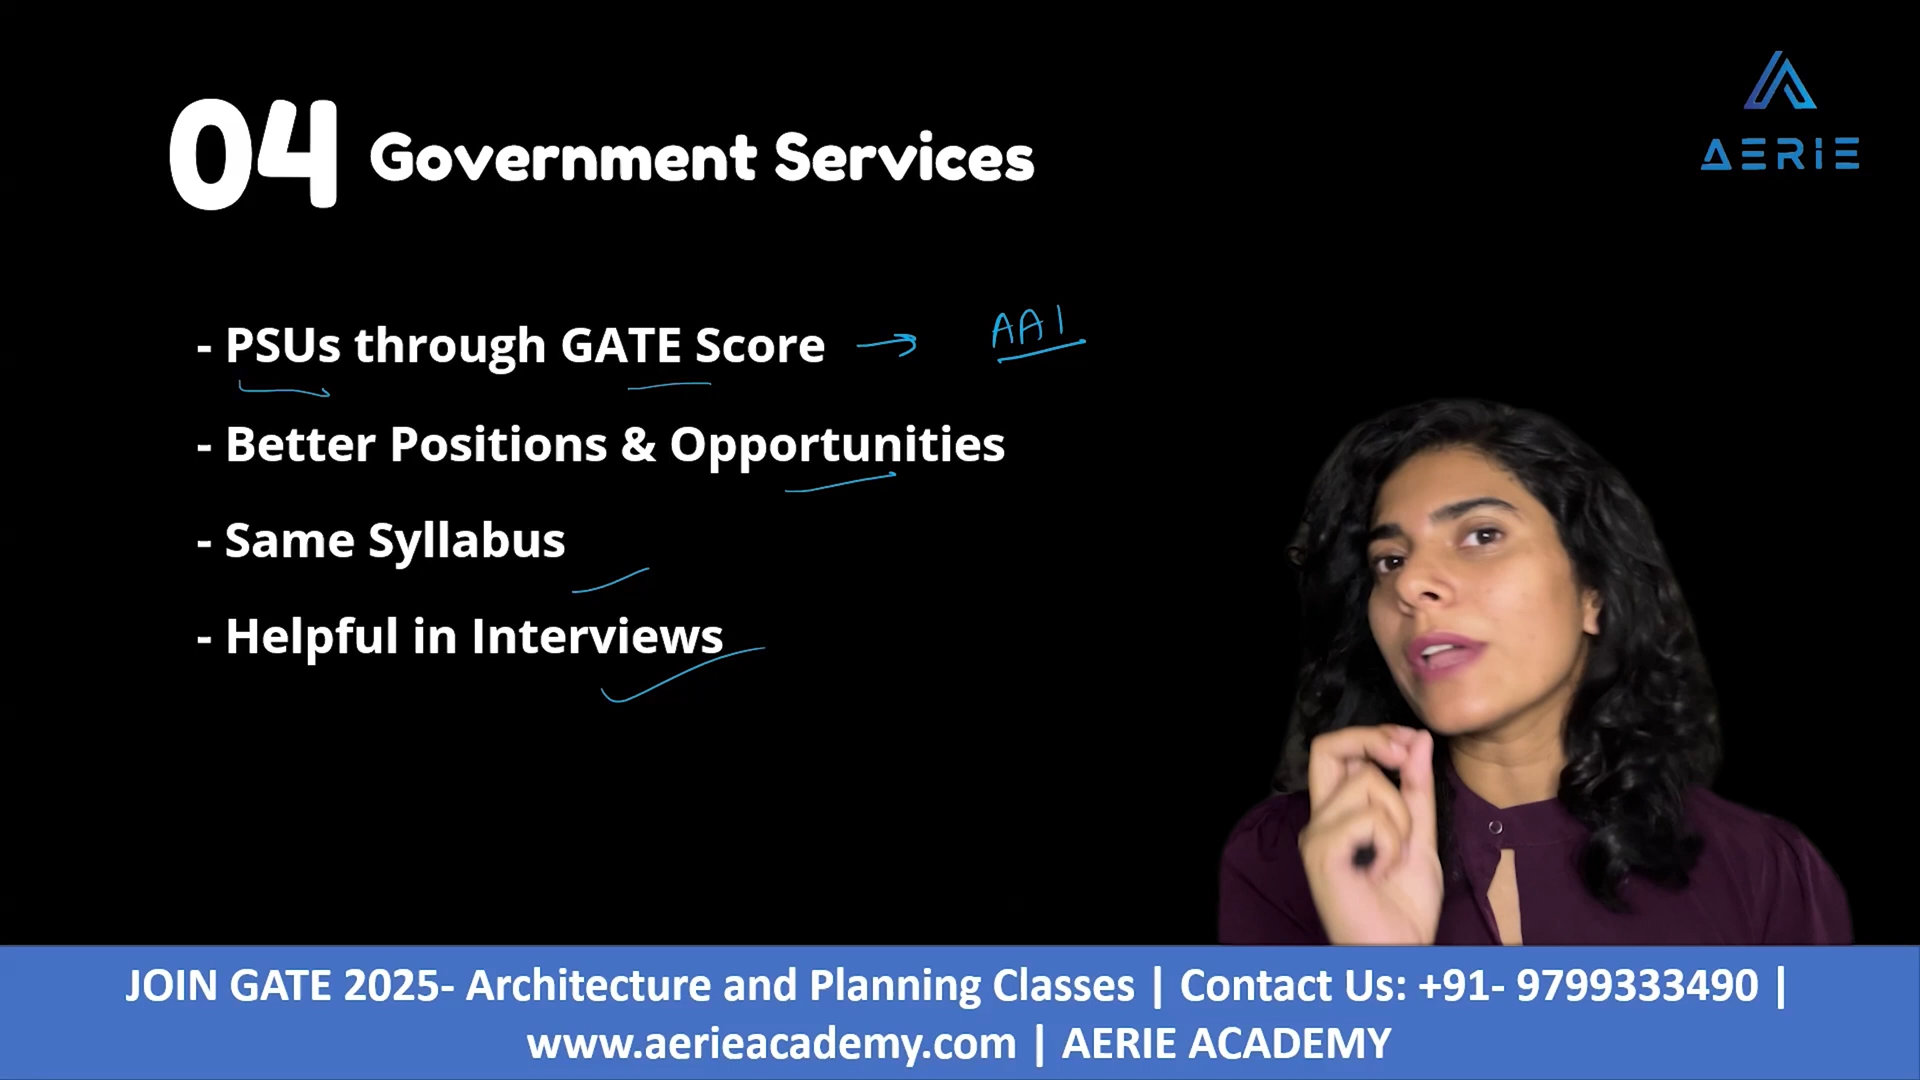 04 Government Services
AERIE
- PSUs through GATE Score → AAI
- Better Positions & Opportunities
- Same Syllabus
- Helpful in Interviews
JOIN GATE 2025- Architecture and Planning Classes | Contact Us: +91- 9799333490 |
www.aerieacademy.com | AERIE ACADEMY